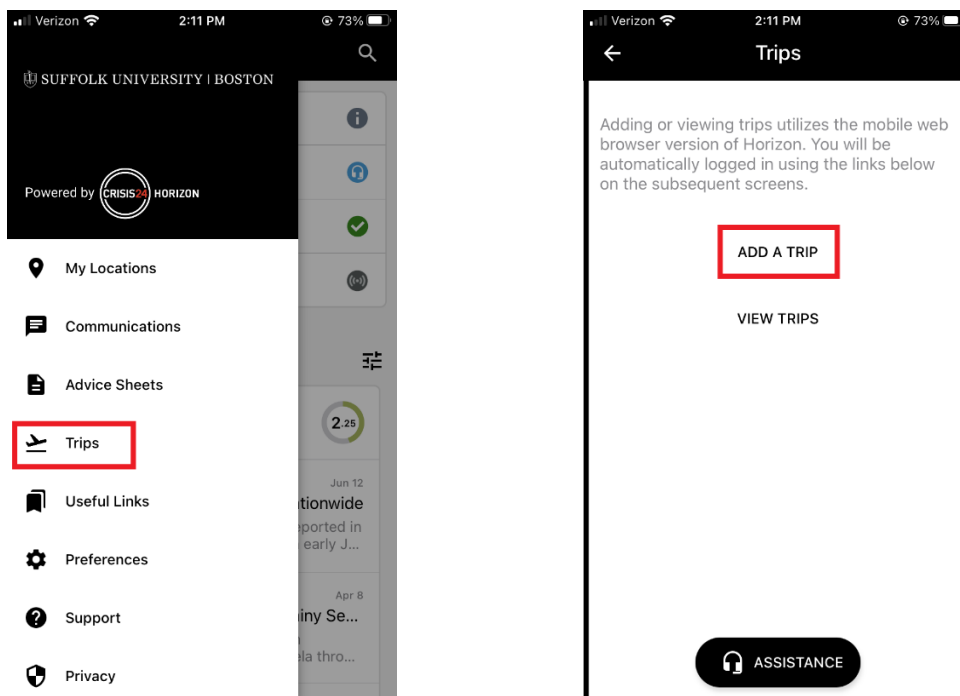 Verizon 2:11 PM 73%
SUFFOLK UNIVERSITY | BOSTON
Powered by CRISIS24 HORIZON
My Locations
Communications
Advice Sheets
Trips
Useful Links
Preferences
Support
Privacy
2.25
Jun 12
tionwide
eported in
early J...
Apr 8
iny Se...
ela thro...
Verizon 2:11 PM 73%
Trips
Adding or viewing trips utilizes the mobile web
browser version of Horizon. You will be
automatically logged in using the links below
on the subsequent screens.
ADD A TRIP
VIEW TRIPS
ASSISTANCE